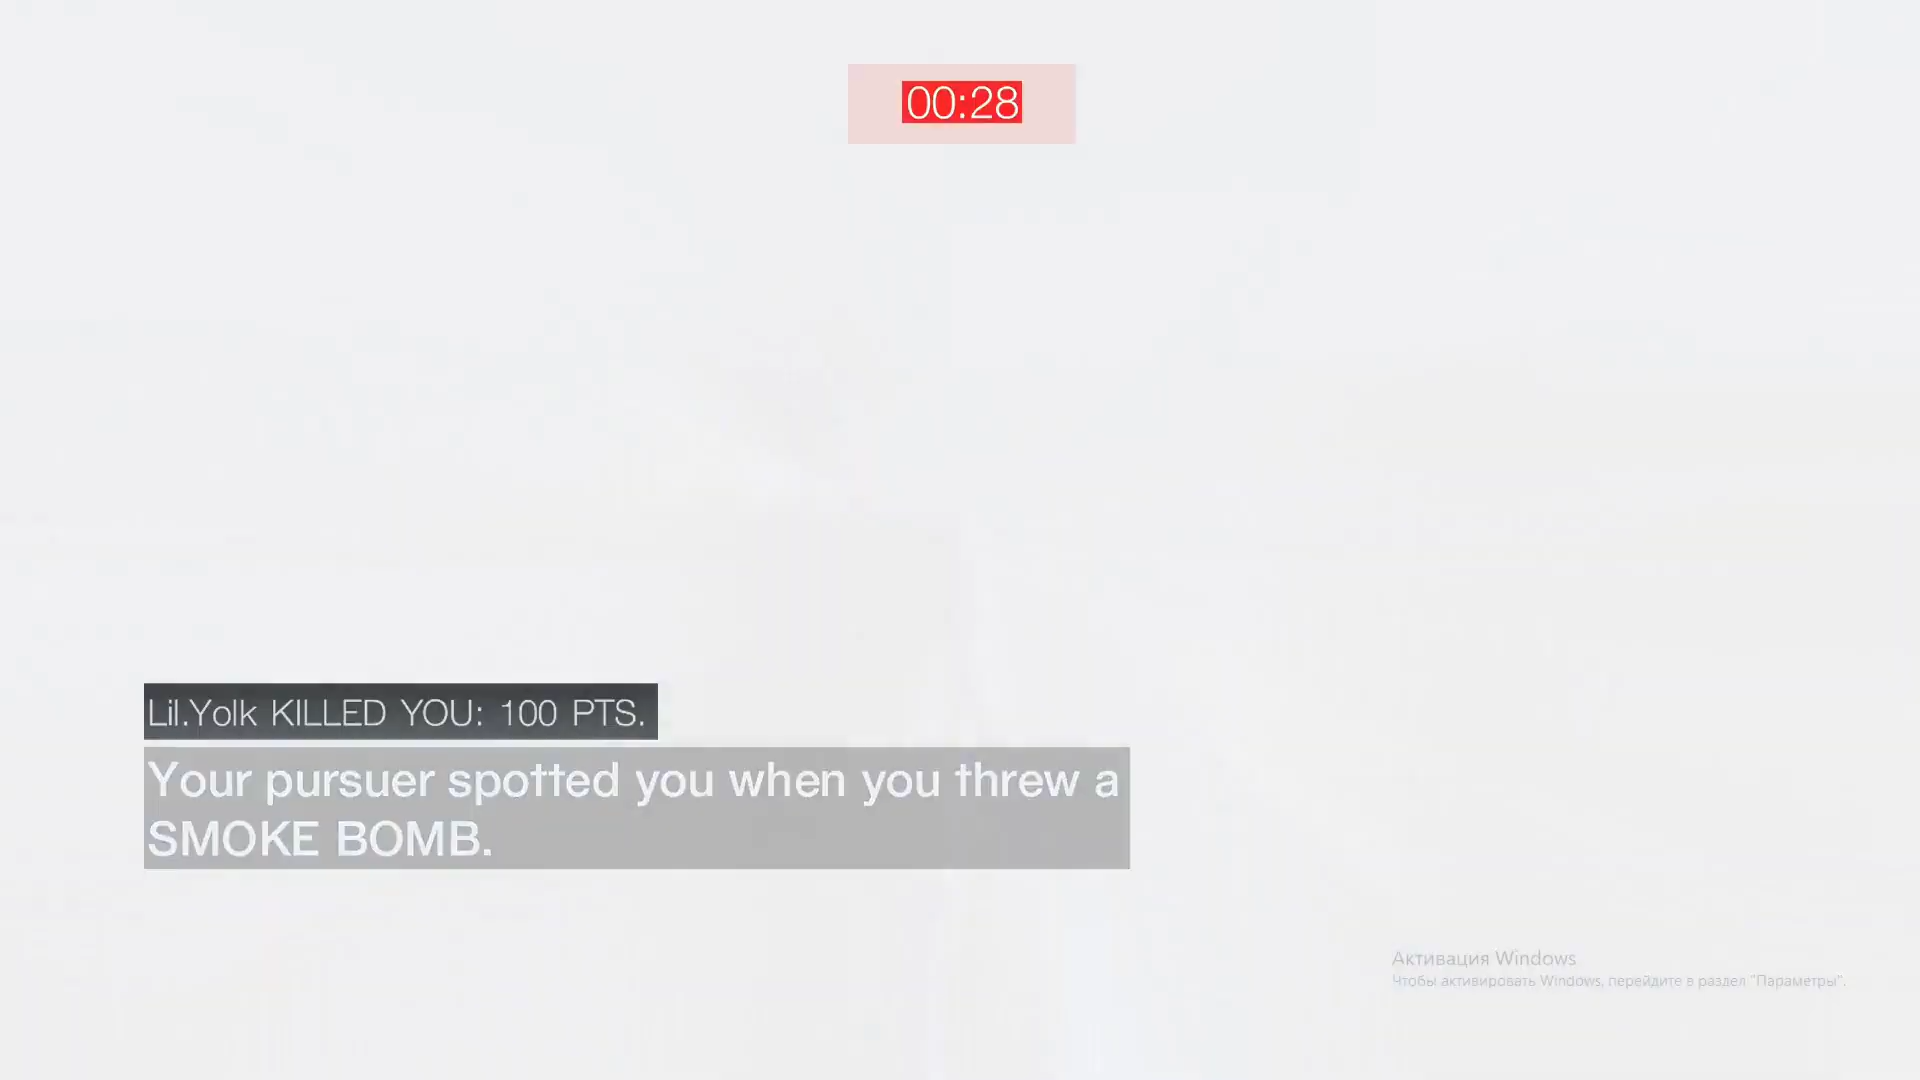 00:28
Lil.Yolk KILLED YOU: 100 PTS.
Your pursuer spotted you when you threw a
SMOKE BOMB.
Активация Windows
Чтобы активировать Windows, перейдите в раздел "Параметры".